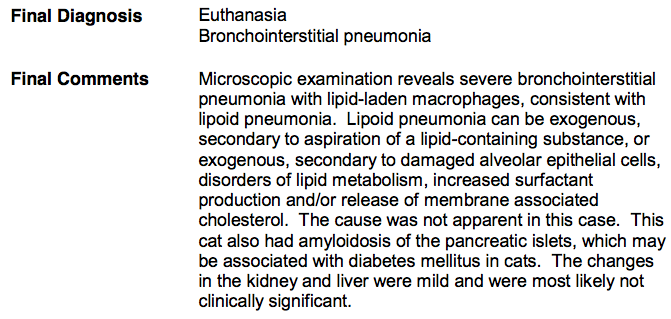 Final Diagnosis Euthanasia
Bronchointerstitial pneumonia
Final Comments Microscopic examination reveals severe bronchointerstitial
pneumonia with lipid-laden macrophages, consistent with
lipoid pneumonia.  Lipoid pneumonia can be exogenous,
secondary to aspiration of a lipid-containing substance, or
exogenous, secondary to damaged alveolar epithelial cells,
disorders of lipid metabolism, increased surfactant
production and/or release of membrane associated
cholesterol.  The cause was not apparent in this case.  This
cat also had amyloidosis of the pancreatic islets, which may
be associated with diabetes mellitus in cats.  The changes
in the kidney and liver were mild and were most likely not
clinically significant.